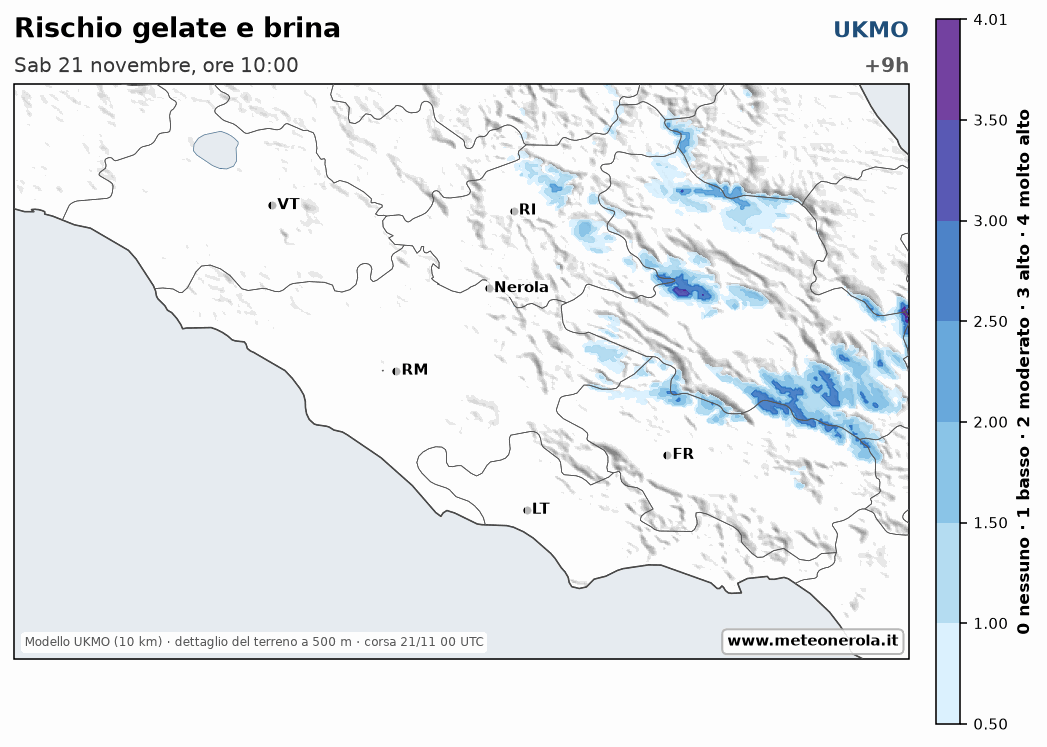 Rischio gelate e brina
UKMO
Sab 21 novembre, ore 10:00
+9h
VT
RI
Nerola
RM
FR
LT
Modello UKMO (10 km) · dettaglio del terreno a 500 m · corsa 21/11 00 UTC
www.meteonerola.it
4.01
3.50
3.00
2.50
2.00
1.50
1.00
0.50
0 nessuno · 1 basso · 2 moderato · 3 alto · 4 molto alto